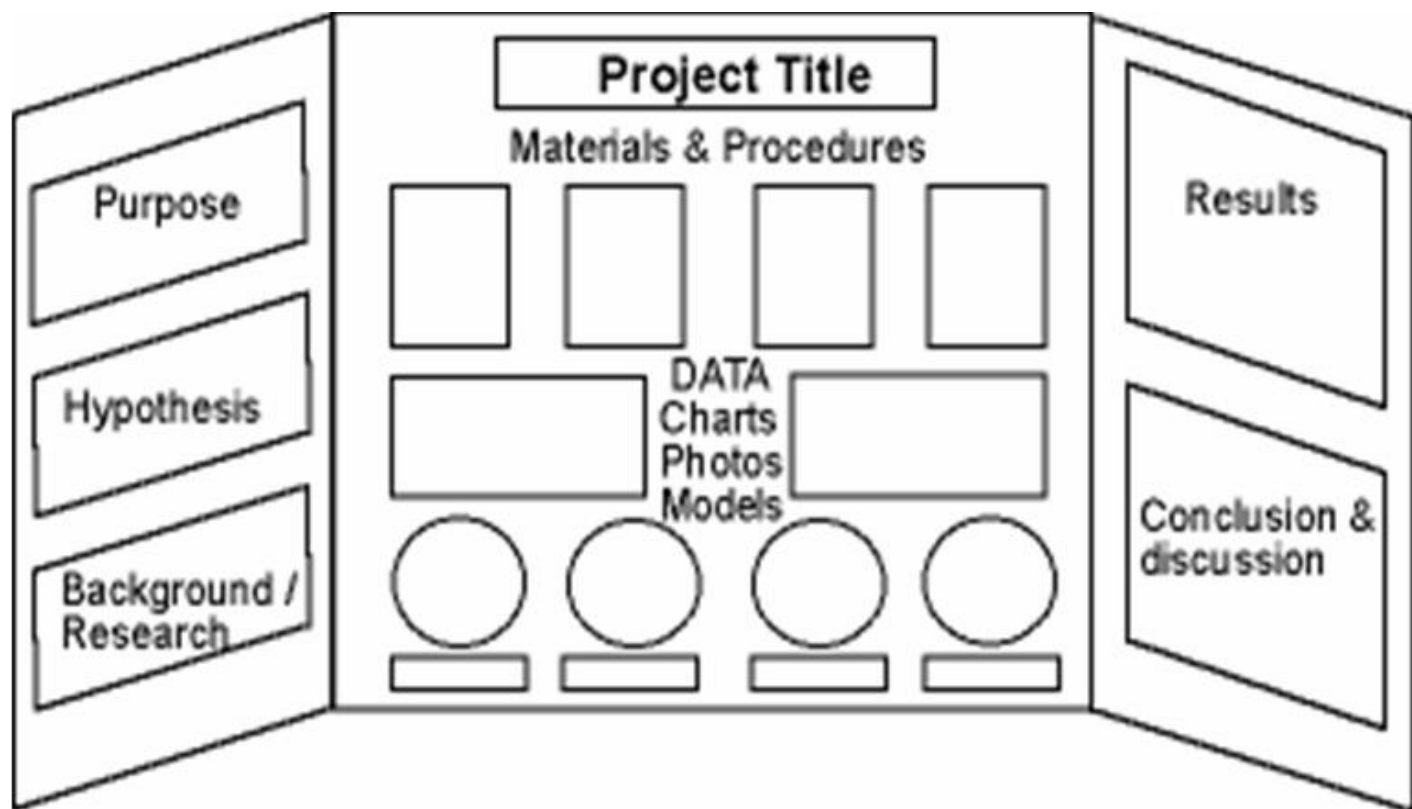 Project Title
Materials & Procedures
Purpose
Hypothesis
Background /
Research
DATA
Charts
Photos
Models
Results
Conclusion &
discussion